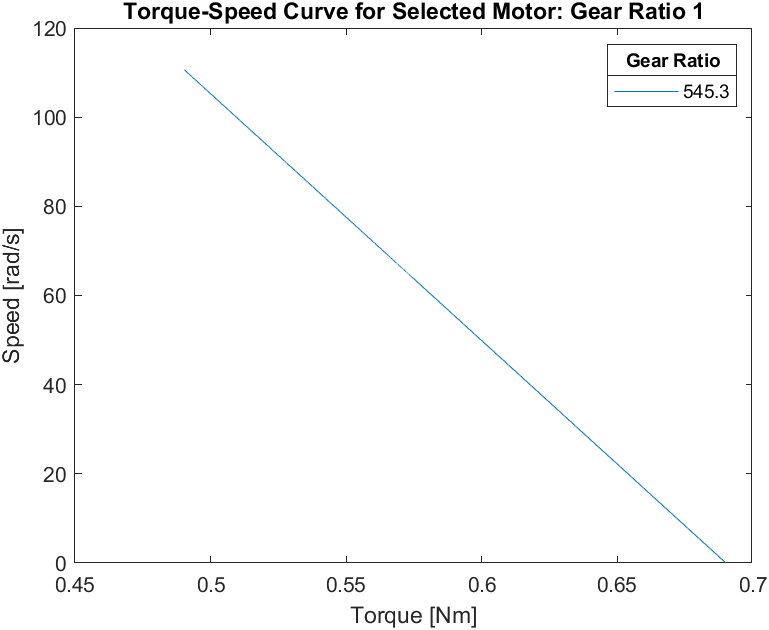 Torque-Speed Curve for Selected Motor: Gear Ratio 1
120
100
80
60
40
20
0
Speed [rad/s]
Gear Ratio
545.3
0.45 0.5 0.55 0.6 0.65 0.7
Torque [Nm]